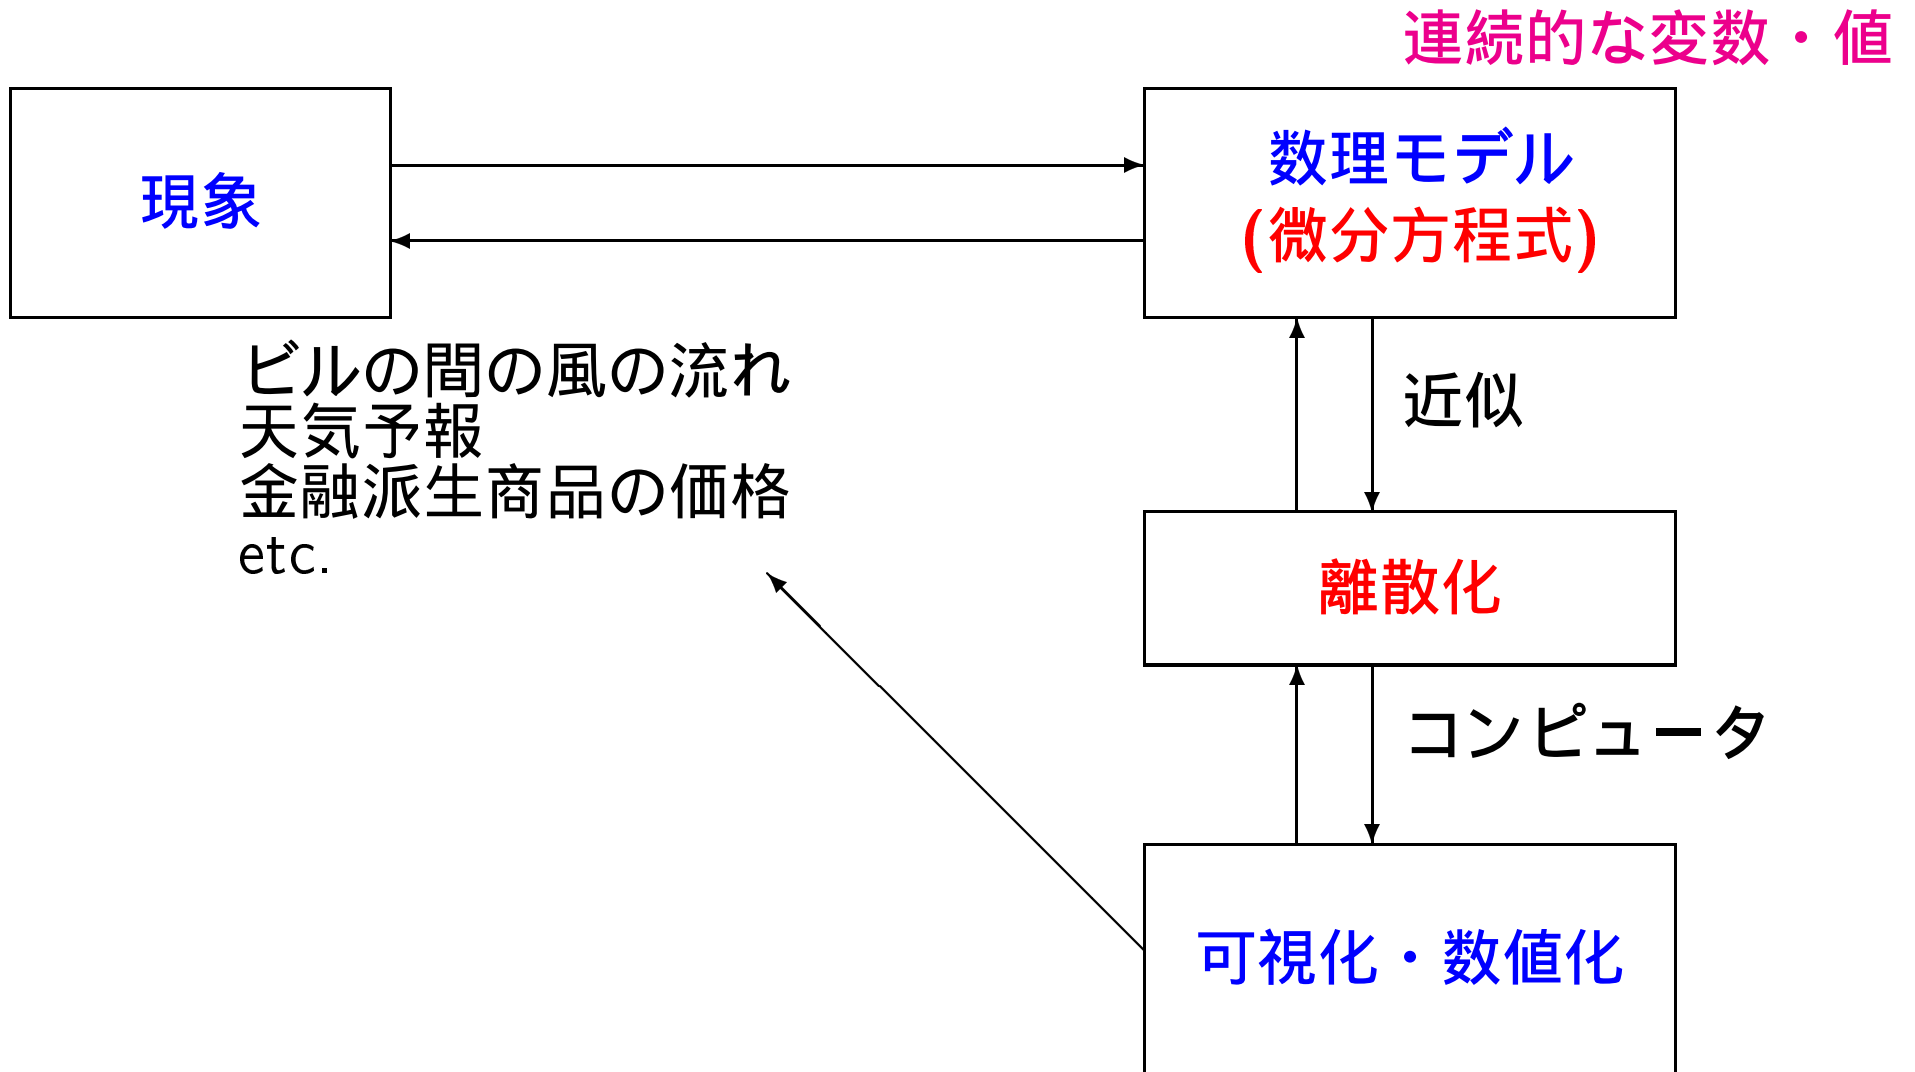 連続的な変数・値
現象
数理モデル
(微分方程式)
ビルの間の風の流れ
天気予報
金融派生商品の価格
etc.
近似
離散化
コンピュータ
可視化・数値化